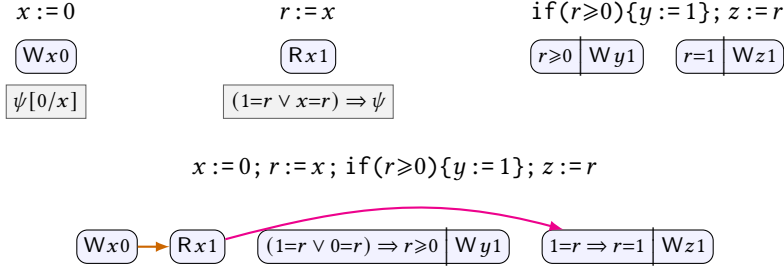 x := 0 r := x if(r⩾0){y := 1}; z := r
Wx0 Rx1 r⩾0 | Wy1 r=1 | Wz1
ψ[0/x] (1=r ∨ x=r) ⇒ ψ
x := 0; r := x; if(r⩾0){y := 1}; z := r
Wx0 Rx1 (1=r ∨ 0=r) ⇒ r⩾0 | Wy1 1=r ⇒ r=1 | Wz1